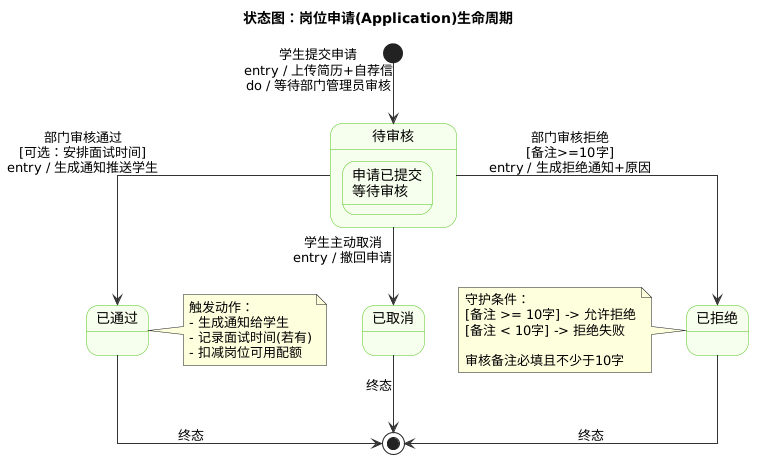 状态图：岗位申请(Application)生命周期
学生提交申请
entry / 上传简历+自荐信
do / 等待部门管理员审核
待审核
申请已提交
等待审核
部门审核通过
[可选：安排面试时间]
entry / 生成通知推送学生
部门审核拒绝
[备注>=10字]
entry / 生成拒绝通知+原因
学生主动取消
entry / 撤回申请
已通过
触发动作：
- 生成通知给学生
- 记录面试时间(若有)
- 扣减岗位可用配额
已取消
守护条件：
[备注 >= 10字] -> 允许拒绝
[备注 < 10字] -> 拒绝失败
审核备注必填且不少于10字
已拒绝
终态
终态
终态